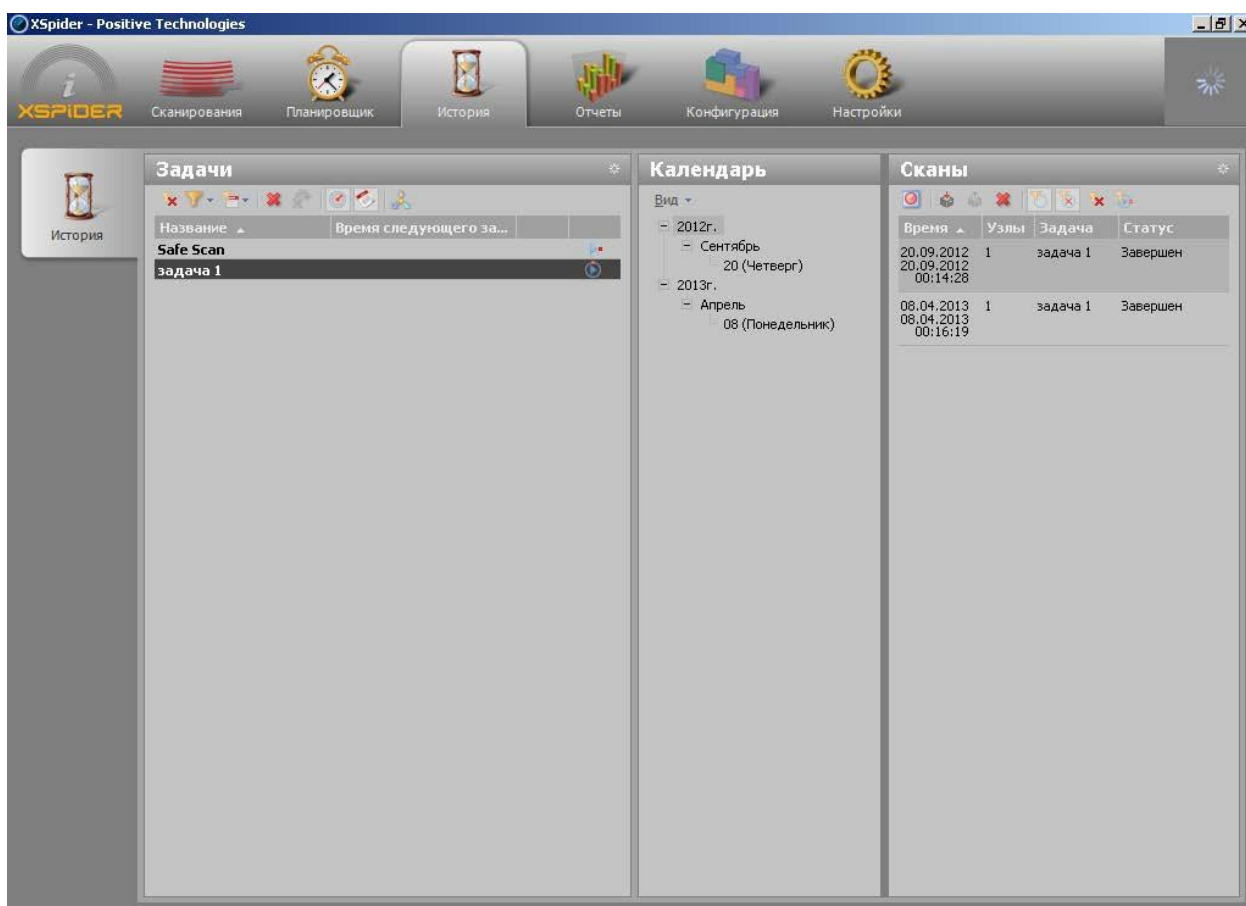 XSpider - Positive Technologies
i
XSPiDER
Сканирования
Планировщик
История
Отчеты
Конфигурация
Настройки
История
Задачи
Название
Время следующего за...
Safe Scan
задача 1
Календарь
Вид
2012г.
Сентябрь
20 (Четверг)
2013г.
Апрель
08 (Понедельник)
Сканы
Время Узлы Задача Статус
20.09.2012 1 задача 1 Завершен
20.09.2012
00:14:28
08.04.2013 1 задача 1 Завершен
08.04.2013
00:16:19